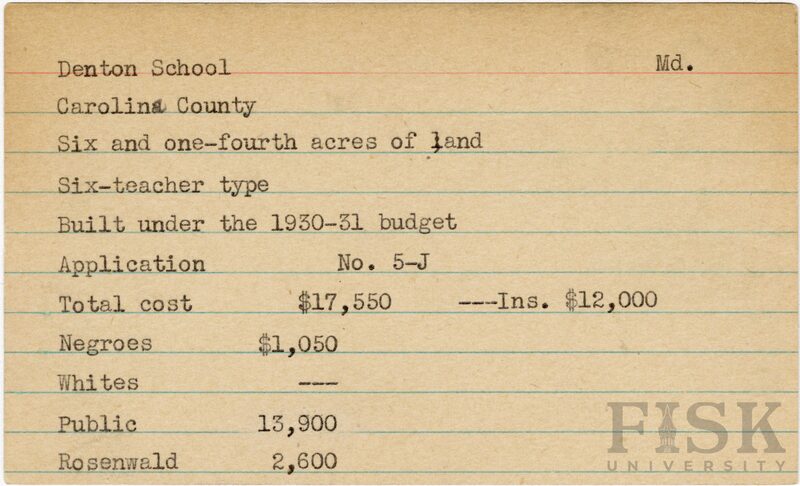 Denton School Md.
Carolina County
Six and one-fourth acres of land
Six-teacher type
Built under the 1930-31 budget
Application No. 5-J
Total cost $17,550 ---Ins. $12,000
Negroes $1,050
Whites ---
Public 13,900
Rosenwald 2,600
FISK
UNIVERSITY